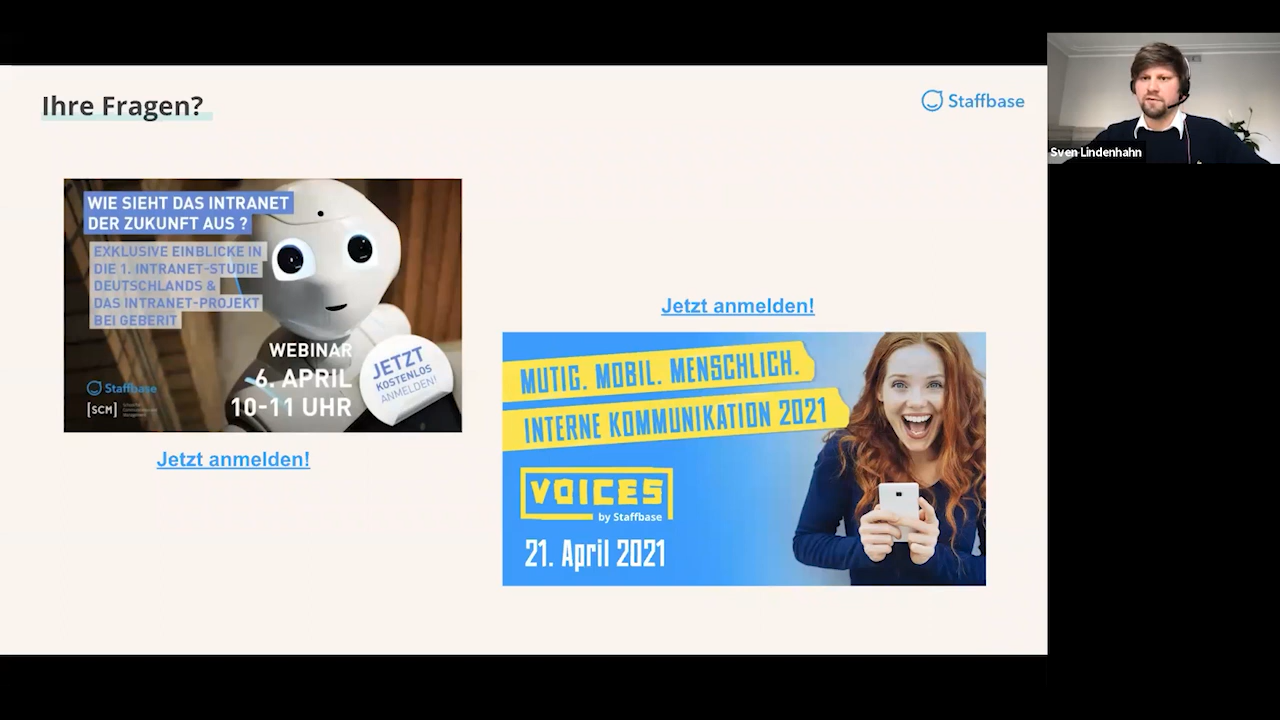 Ihre Fragen?
Staffbase
Sven Lindenhahn
WIE SIEHT DAS INTRANET
DER ZUKUNFT AUS ?
EXKLUSIVE EINBLICKE IN
DIE 1. INTRANET-STUDIE
DEUTSCHLANDS &
DAS INTRANET-PROJEKT
BEI GEBERIT
WEBINAR
6. APRIL
10-11 UHR
JETZT
KOSTENLOS
ANMELDEN!
Staffbase
[SCM]
Jetzt anmelden!
Jetzt anmelden!
MUTIG. MOBIL. MENSCHLICH.
INTERNE KOMMUNIKATION 2021
VOICES
by Staffbase
21. April 2021